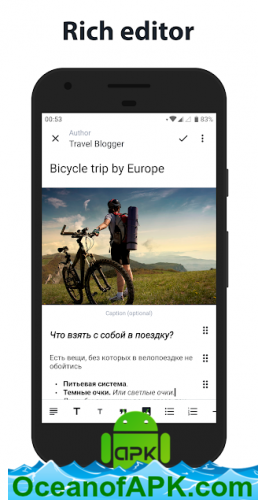 Rich editor
00:53
83%
Author
Travel Blogger
Bicycle trip by Europe
Caption (optional)
Что взять с собой в поездку?
Есть вещи, без которых в велопоездке не
обойтись
• Питьевая система.
• Темные очки. Или светлые очки.
T T
APK
OceanofAPK.com